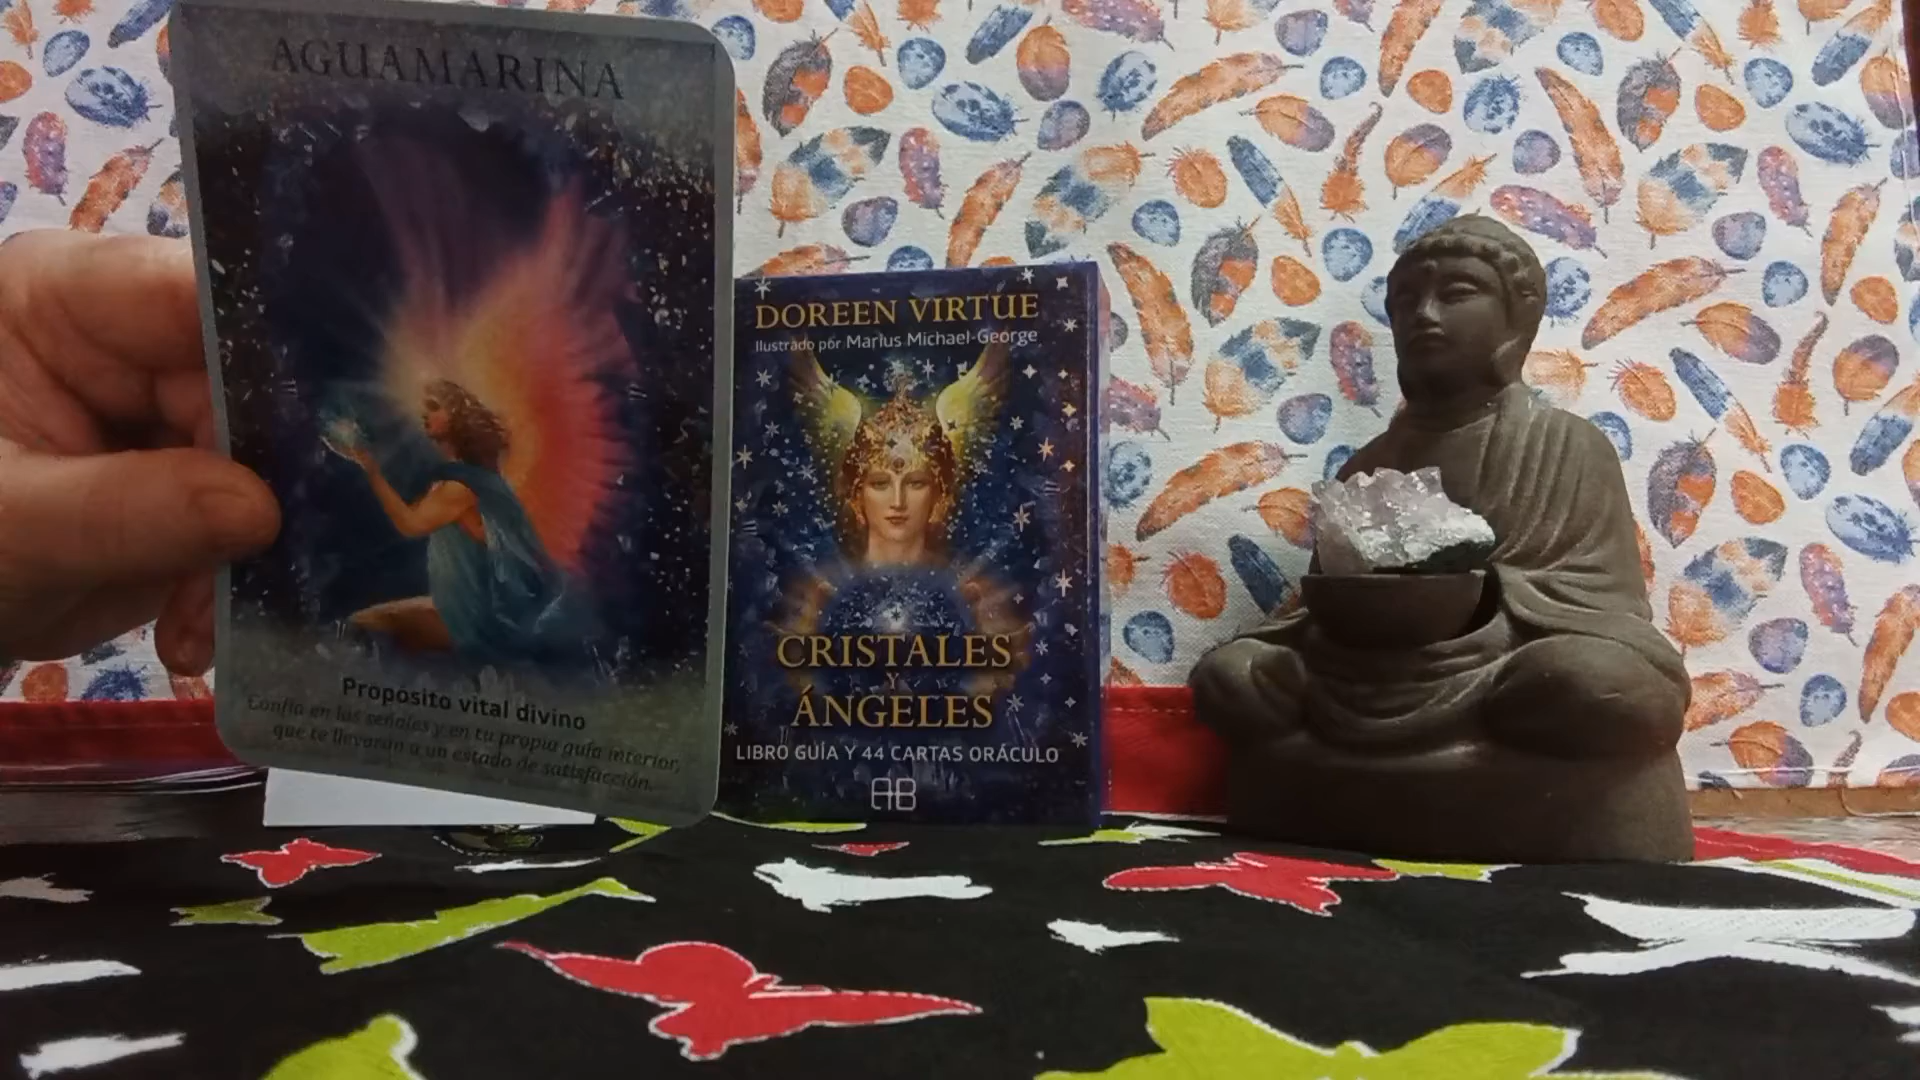 AGUAMARINA
Propósito vital divino
Confía en las señales y en tu propia guía interior,
que te llevarán a un estado de satisfacción.
DOREEN VIRTUE
Ilustrado por Marius Michael-George
CRISTALES
Y
ÁNGELES
LIBRO GUÍA Y 44 CARTAS ORÁCULO
AB